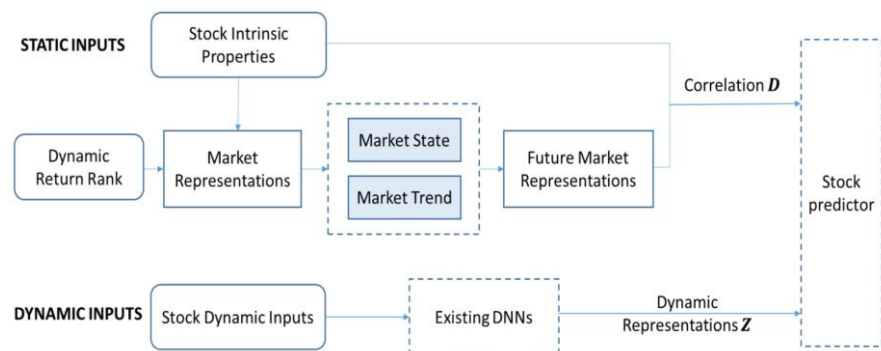 STATIC INPUTS
Stock Intrinsic
Properties
Correlation D
Dynamic
Return Rank
Market
Representations
Market State
Market Trend
Future Market
Representations
Stock
predictor
DYNAMIC INPUTS
Stock Dynamic Inputs
Existing DNNs
Dynamic
Representations Z